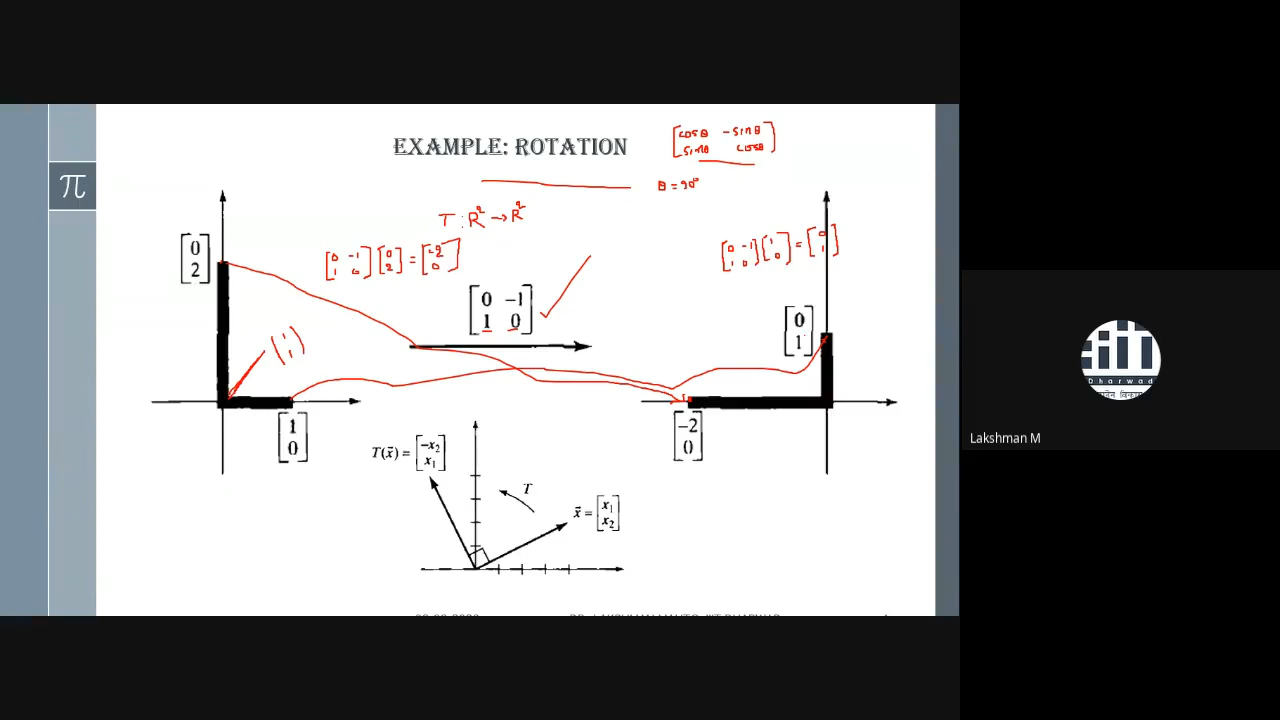 EXAMPLE: ROTATION
[cosθ -sinθ
sinθ cosθ]
θ = 90°
π
T : R² → R²
[0
2]
[0 -1
1 0] [0
2] = [-2
0]
[0 -1
1 0] [1
0] = [0
1]
[0 -1
1 0]
[0
1]
[1
0]
[-2
0]
T(x⃗) = [-x₂
x₁]
T
x⃗ = [x₁
x₂]
Dharwad
Lakshman M